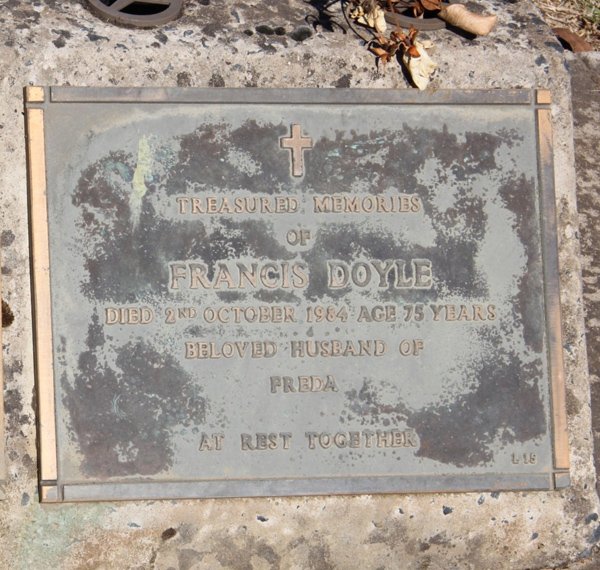 TREASURED MEMORIES
OF
FRANCIS DOYLE
DIED 2ND OCTOBER 1984 AGE 75 YEARS
BELOVED HUSBAND OF
FREDA
AT REST TOGETHER
L 15